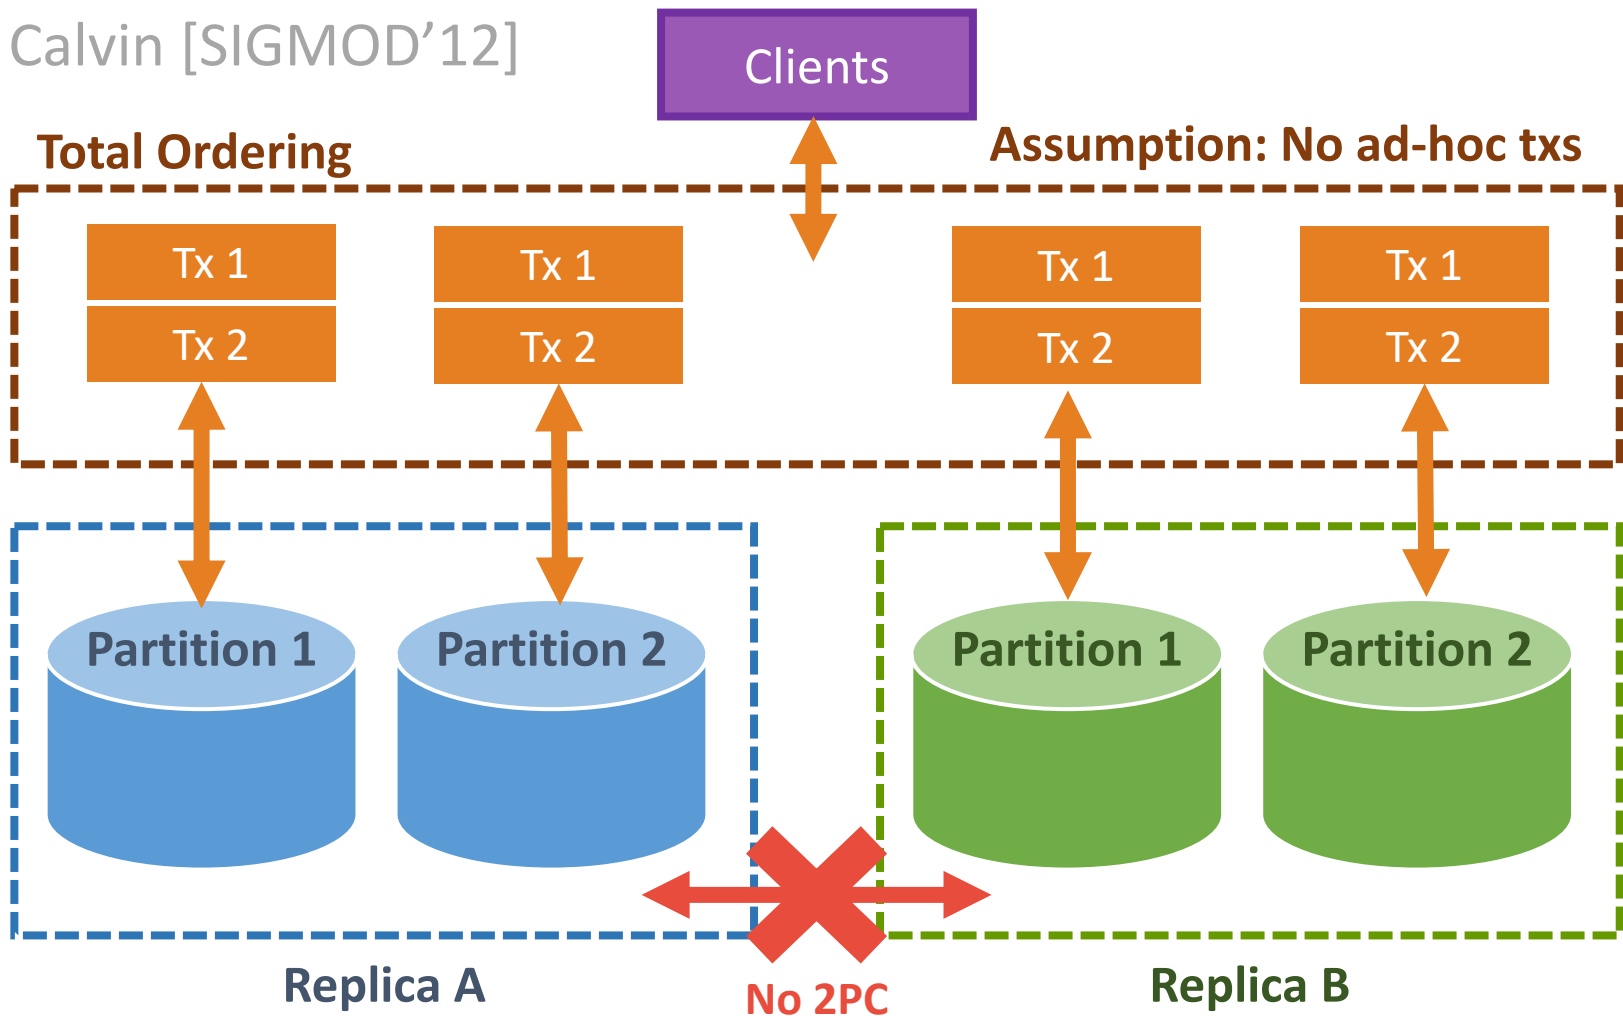 Calvin [SIGMOD’12]
Clients
Total Ordering
Assumption: No ad-hoc txs
Tx 1
Tx 1
Tx 1
Tx 1
Tx 2
Tx 2
Tx 2
Tx 2
Partition 1
Partition 2
Partition 1
Partition 2
Replica A
No 2PC
Replica B